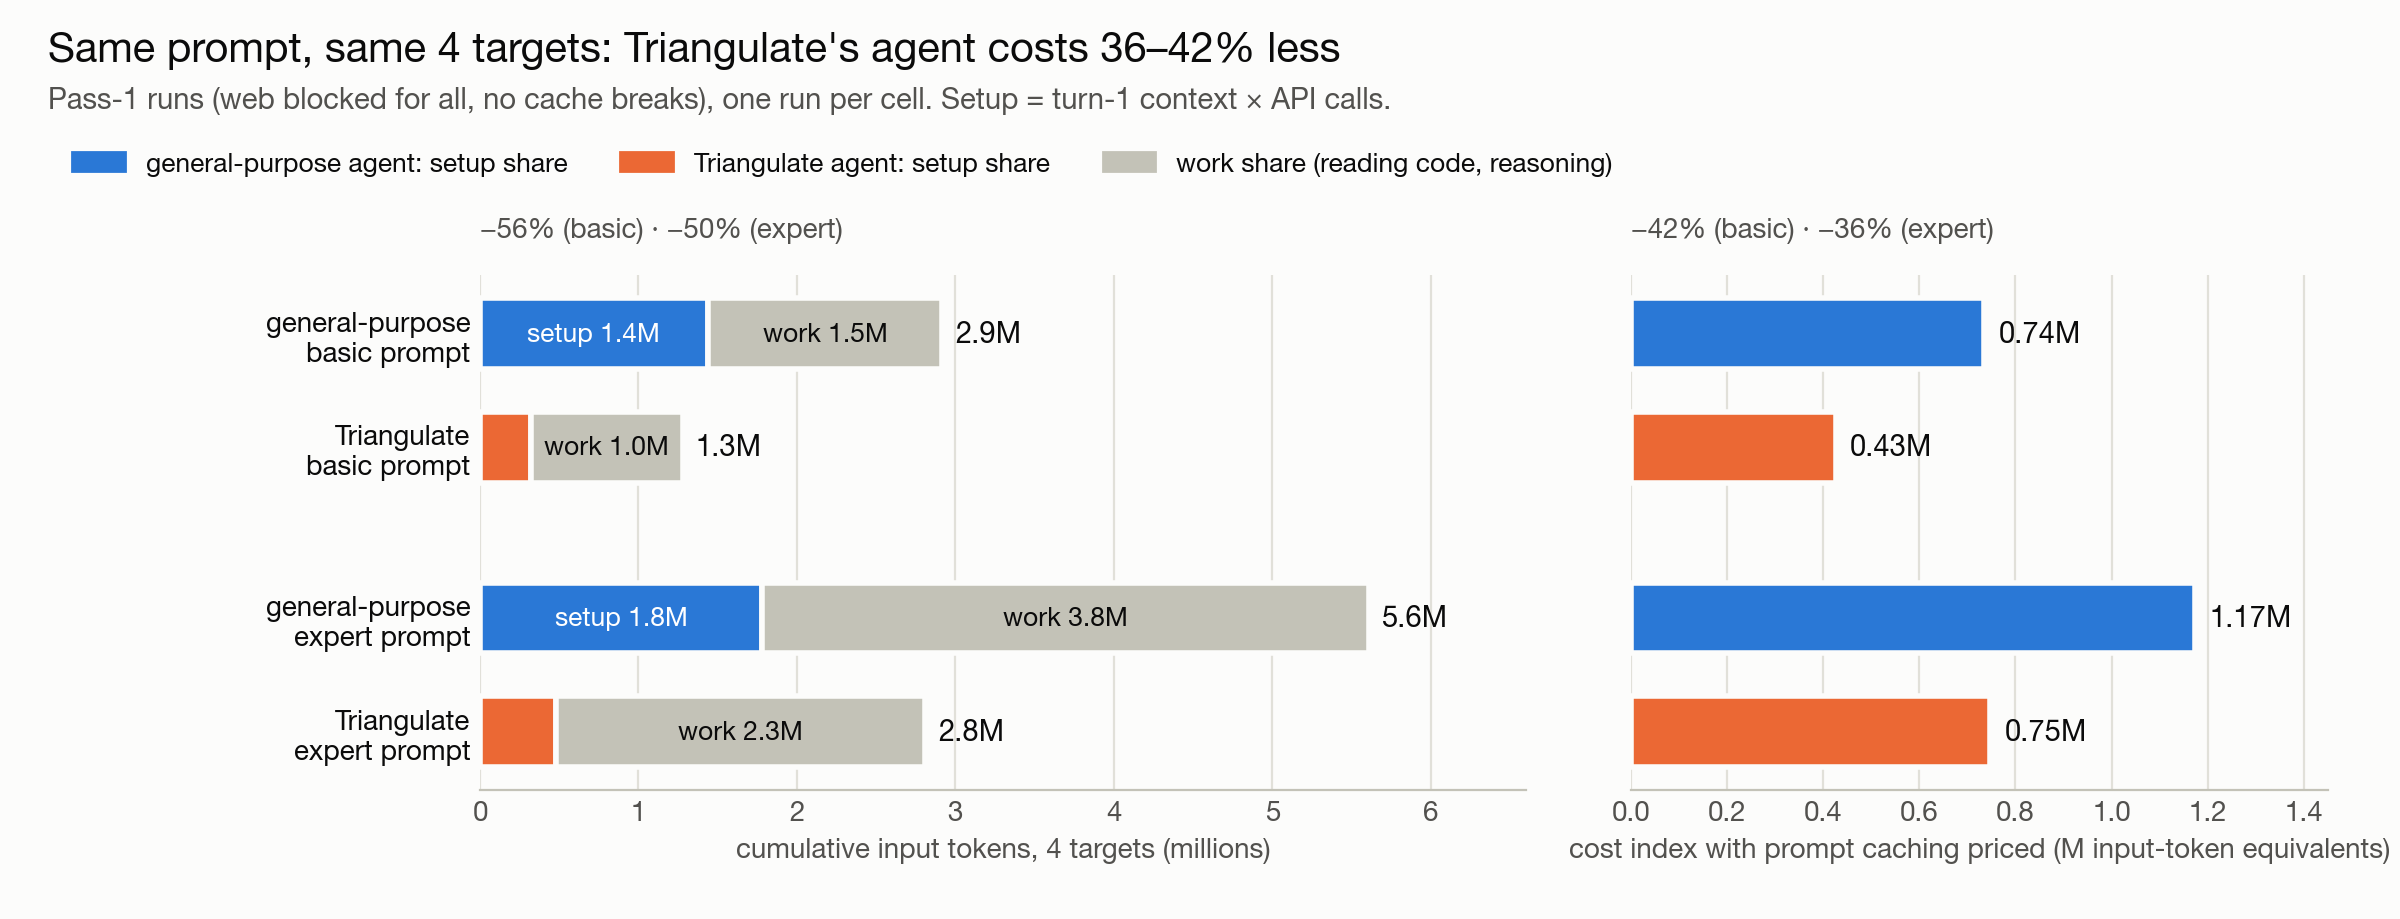 Same prompt, same 4 targets: Triangulate's agent costs 36–42% less
Pass-1 runs (web blocked for all, no cache breaks), one run per cell. Setup = turn-1 context × API calls.
general-purpose agent: setup share
Triangulate agent: setup share
work share (reading code, reasoning)
–56% (basic) · –50% (expert)
general-purpose
basic prompt
setup 1.4M
work 1.5M
2.9M
Triangulate
basic prompt
work 1.0M
1.3M
general-purpose
expert prompt
setup 1.8M
work 3.8M
5.6M
Triangulate
expert prompt
work 2.3M
2.8M
0 1 2 3 4 5 6
cumulative input tokens, 4 targets (millions)
–42% (basic) · –36% (expert)
0.74M
0.43M
1.17M
0.75M
0.0 0.2 0.4 0.6 0.8 1.0 1.2 1.4
cost index with prompt caching priced (M input-token equivalents)